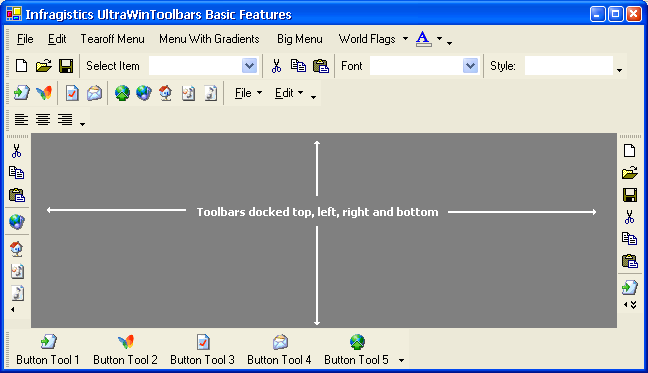 Infragistics UltraWinToolbars Basic Features
File Edit Tearoff Menu Menu With Gradients Big Menu World Flags A
Select Item Font Style:
File Edit
Toolbars docked top, left, right and bottom
Button Tool 1 Button Tool 2 Button Tool 3 Button Tool 4 Button Tool 5